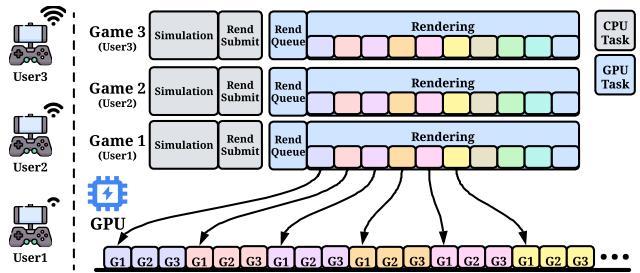 User3
User2
User1
Game 3
(User3)
Simulation
Rend
Submit
Rend
Queue
Rendering
Game 2
(User2)
Simulation
Rend
Submit
Rend
Queue
Rendering
Game 1
(User1)
Simulation
Rend
Submit
Rend
Queue
Rendering
CPU
Task
GPU
Task
GPU
G1 G2 G3 G1 G2 G3 G1 G2 G3 G1 G2 G3 G1 G2 G3 G1 G2 G3 •••